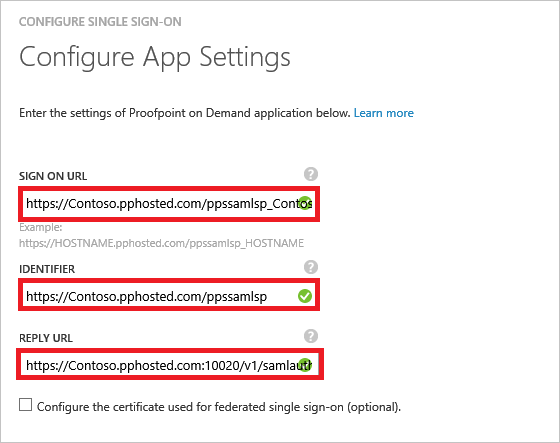 CONFIGURE SINGLE SIGN-ON
Configure App Settings
Enter the settings of Proofpoint on Demand application below. Learn more
SIGN ON URL ?
https://Contoso.pphosted.com/ppssamlsp_Contos
Example:
https://HOSTNAME.pphosted.com/ppssamlsp_HOSTNAME
IDENTIFIER ?
https://Contoso.pphosted.com/ppssamlsp
REPLY URL ?
https://Contoso.pphosted.com:10020/v1/samlauth
Configure the certificate used for federated single sign-on (optional).